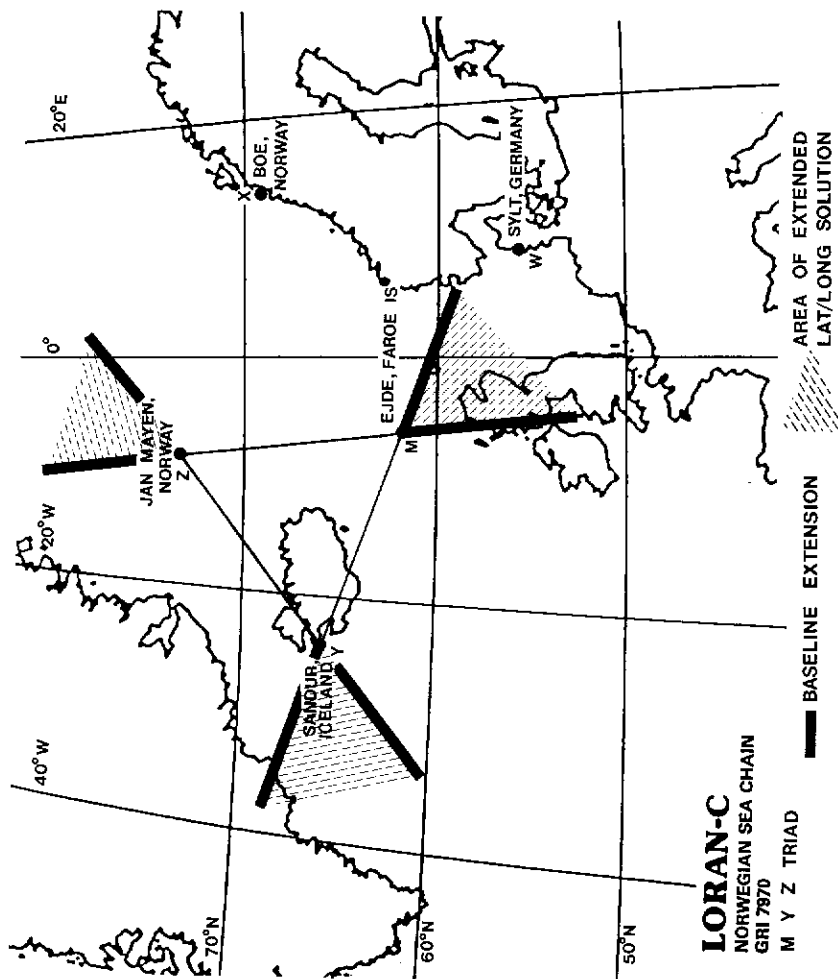 40°W
20°W
0°
20°E
JAN MAYEN,
NORWAY
Z
70°N
X
BOE,
NORWAY
SANDUR,
ICELAND Y
EJDE, FAROE IS
M
60°N
SYLT, GERMANY
W
50°N
LORAN-C
NORWEGIAN SEA CHAIN
GRI 7970
M Y Z TRIAD
BASELINE EXTENSION
AREA OF EXTENDED
LAT/LONG SOLUTION